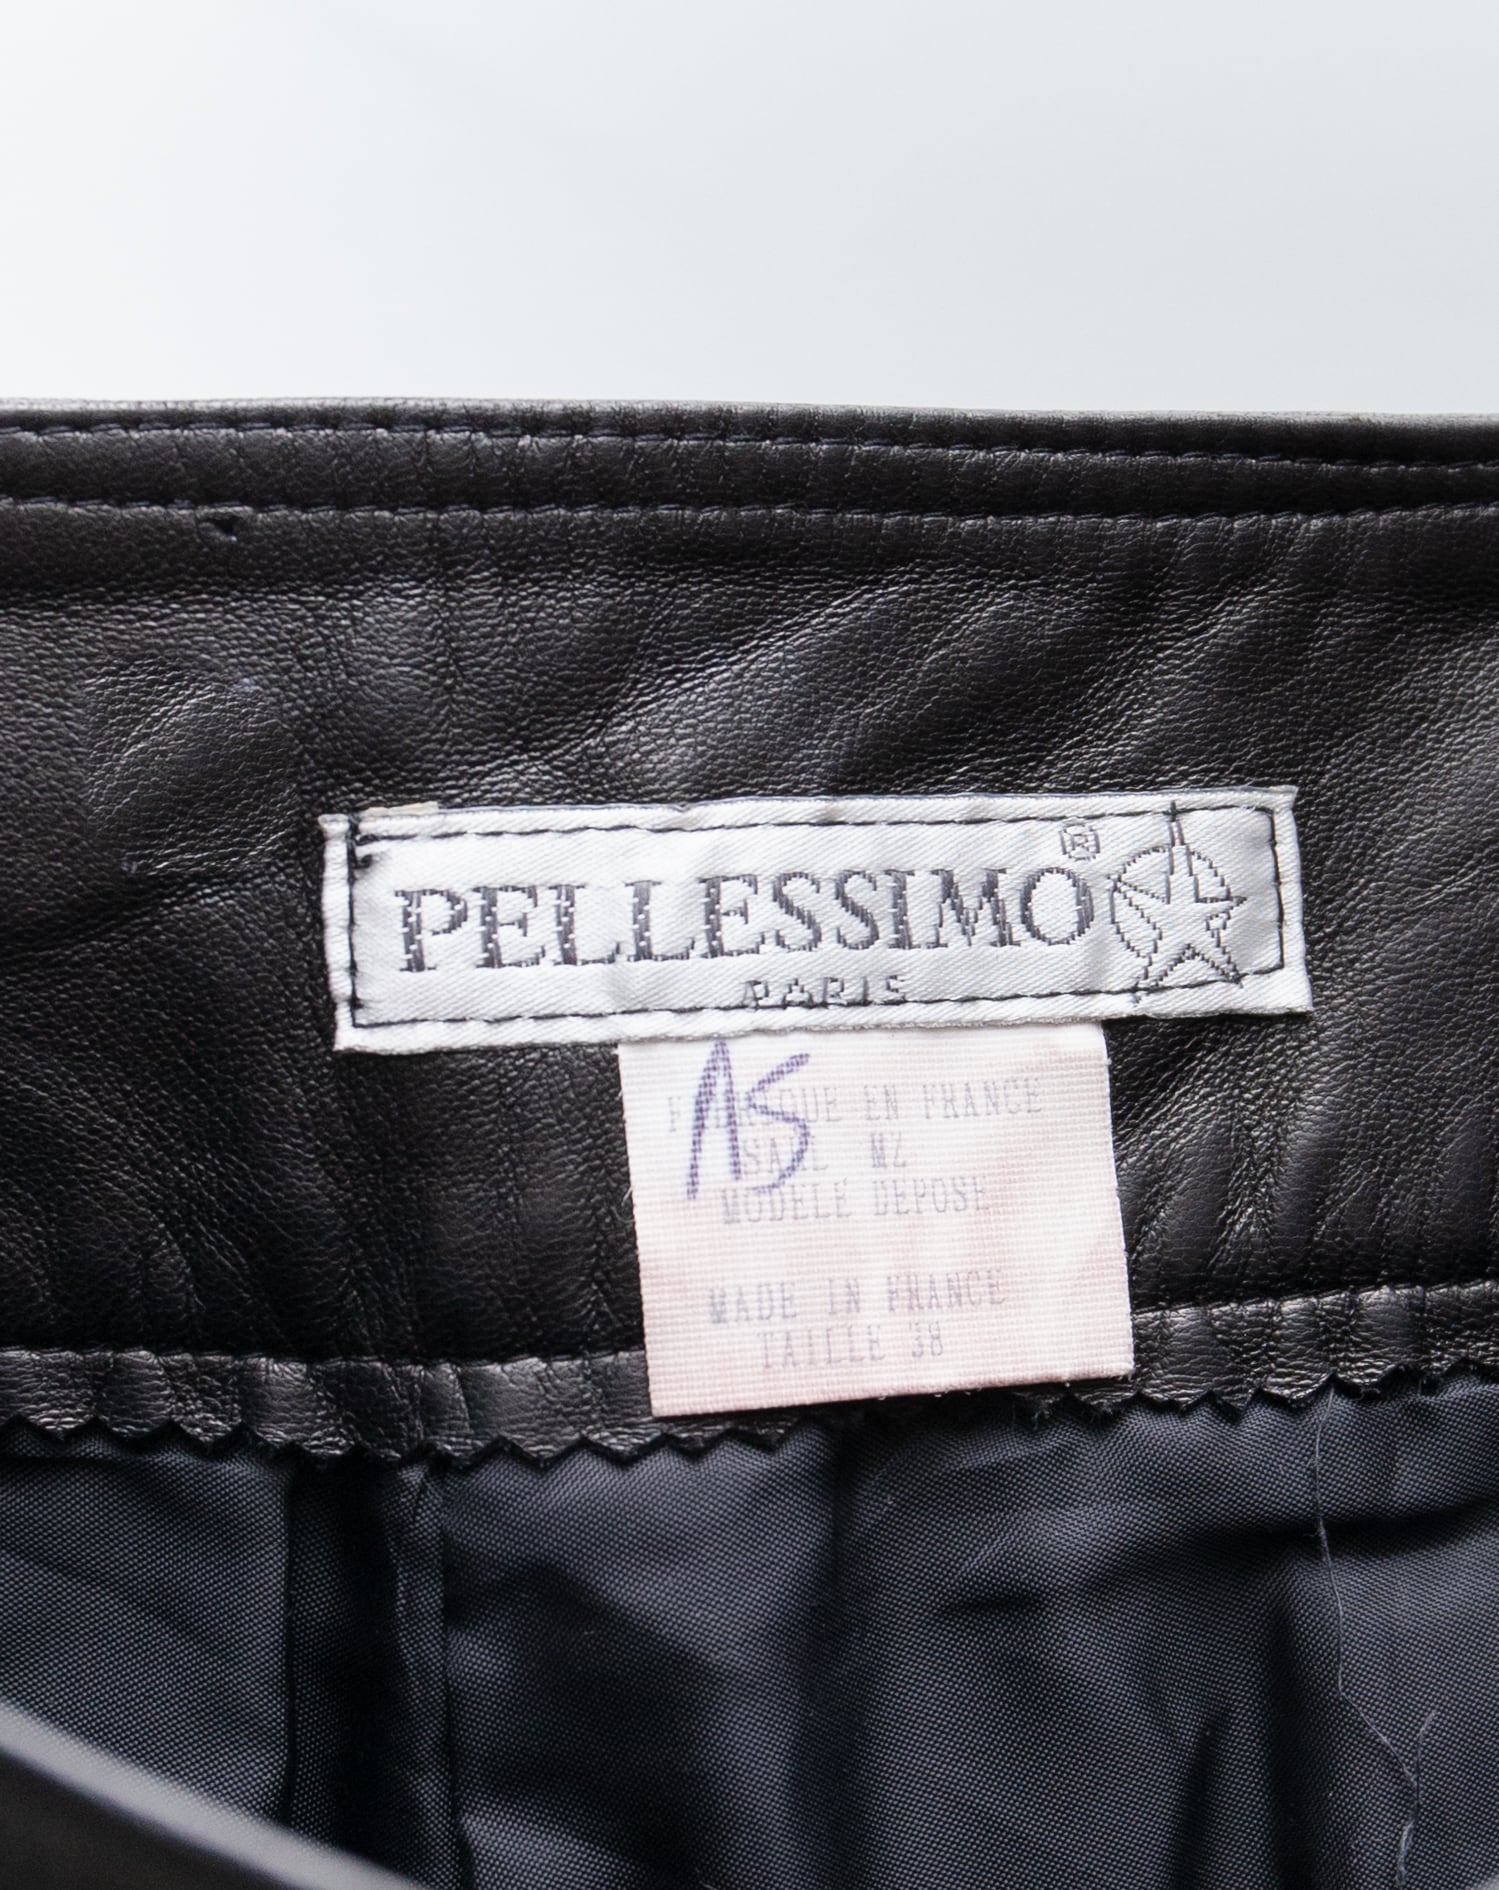 PELLESSIMO ®
PARIS
AS
FABRIQUE EN FRANCE
SARL MZ
MODELE DEPOSE
MADE IN FRANCE
TAILLE 38